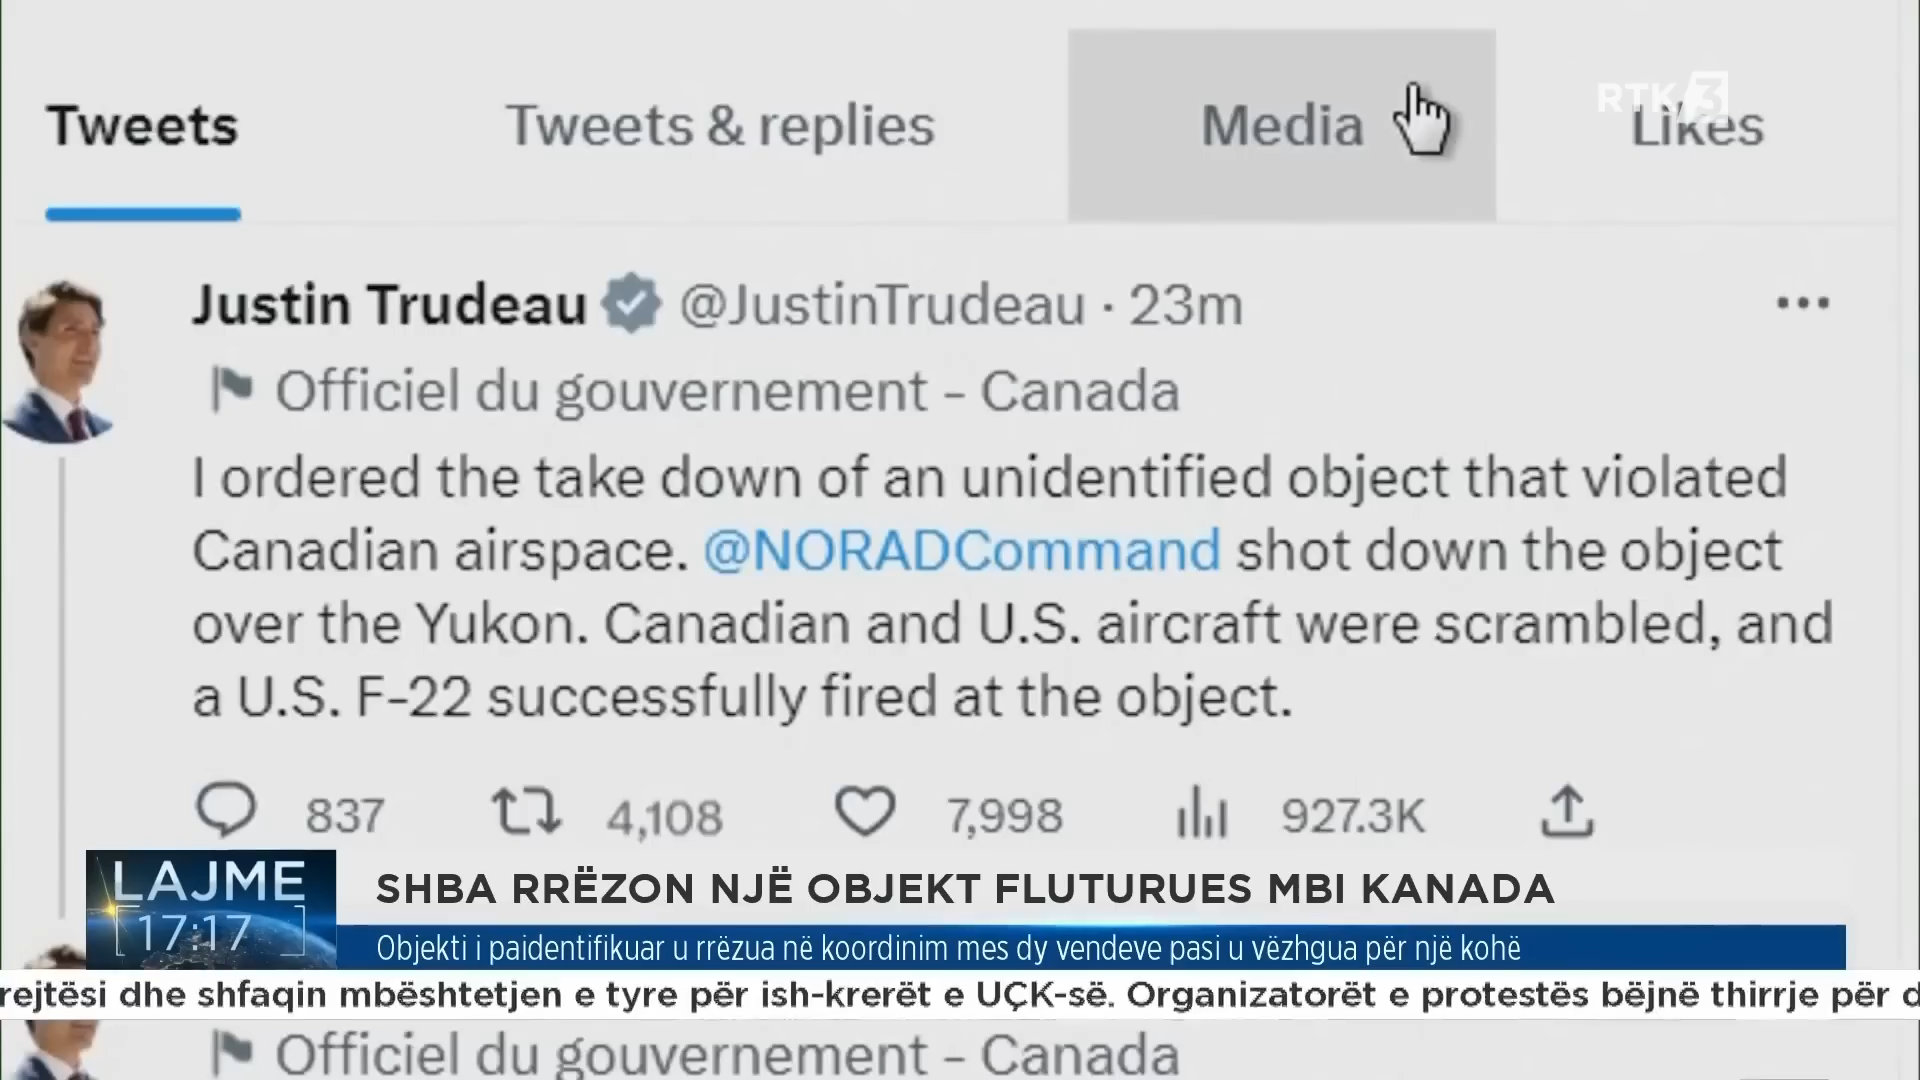 Tweets
Tweets & replies
Media
Likes
RTK 3
Justin Trudeau @JustinTrudeau · 23m
Officiel du gouvernement - Canada
I ordered the take down of an unidentified object that violated
Canadian airspace. @NORADCommand shot down the object
over the Yukon. Canadian and U.S. aircraft were scrambled, and
a U.S. F-22 successfully fired at the object.
837 4,108 7,998 927.3K
LAJME
17:17
SHBA RRËZON NJË OBJEKT FLUTURUES MBI KANADA
Objekti i paidentifikuar u rrëzua në koordinim mes dy vendeve pasi u vëzhgua për një kohë
rejtësi dhe shfaqin mbështetjen e tyre për ish-krerët e UÇK-së. Organizatorët e protestës bëjnë thirrje për d
Officiel du gouvernement - Canada